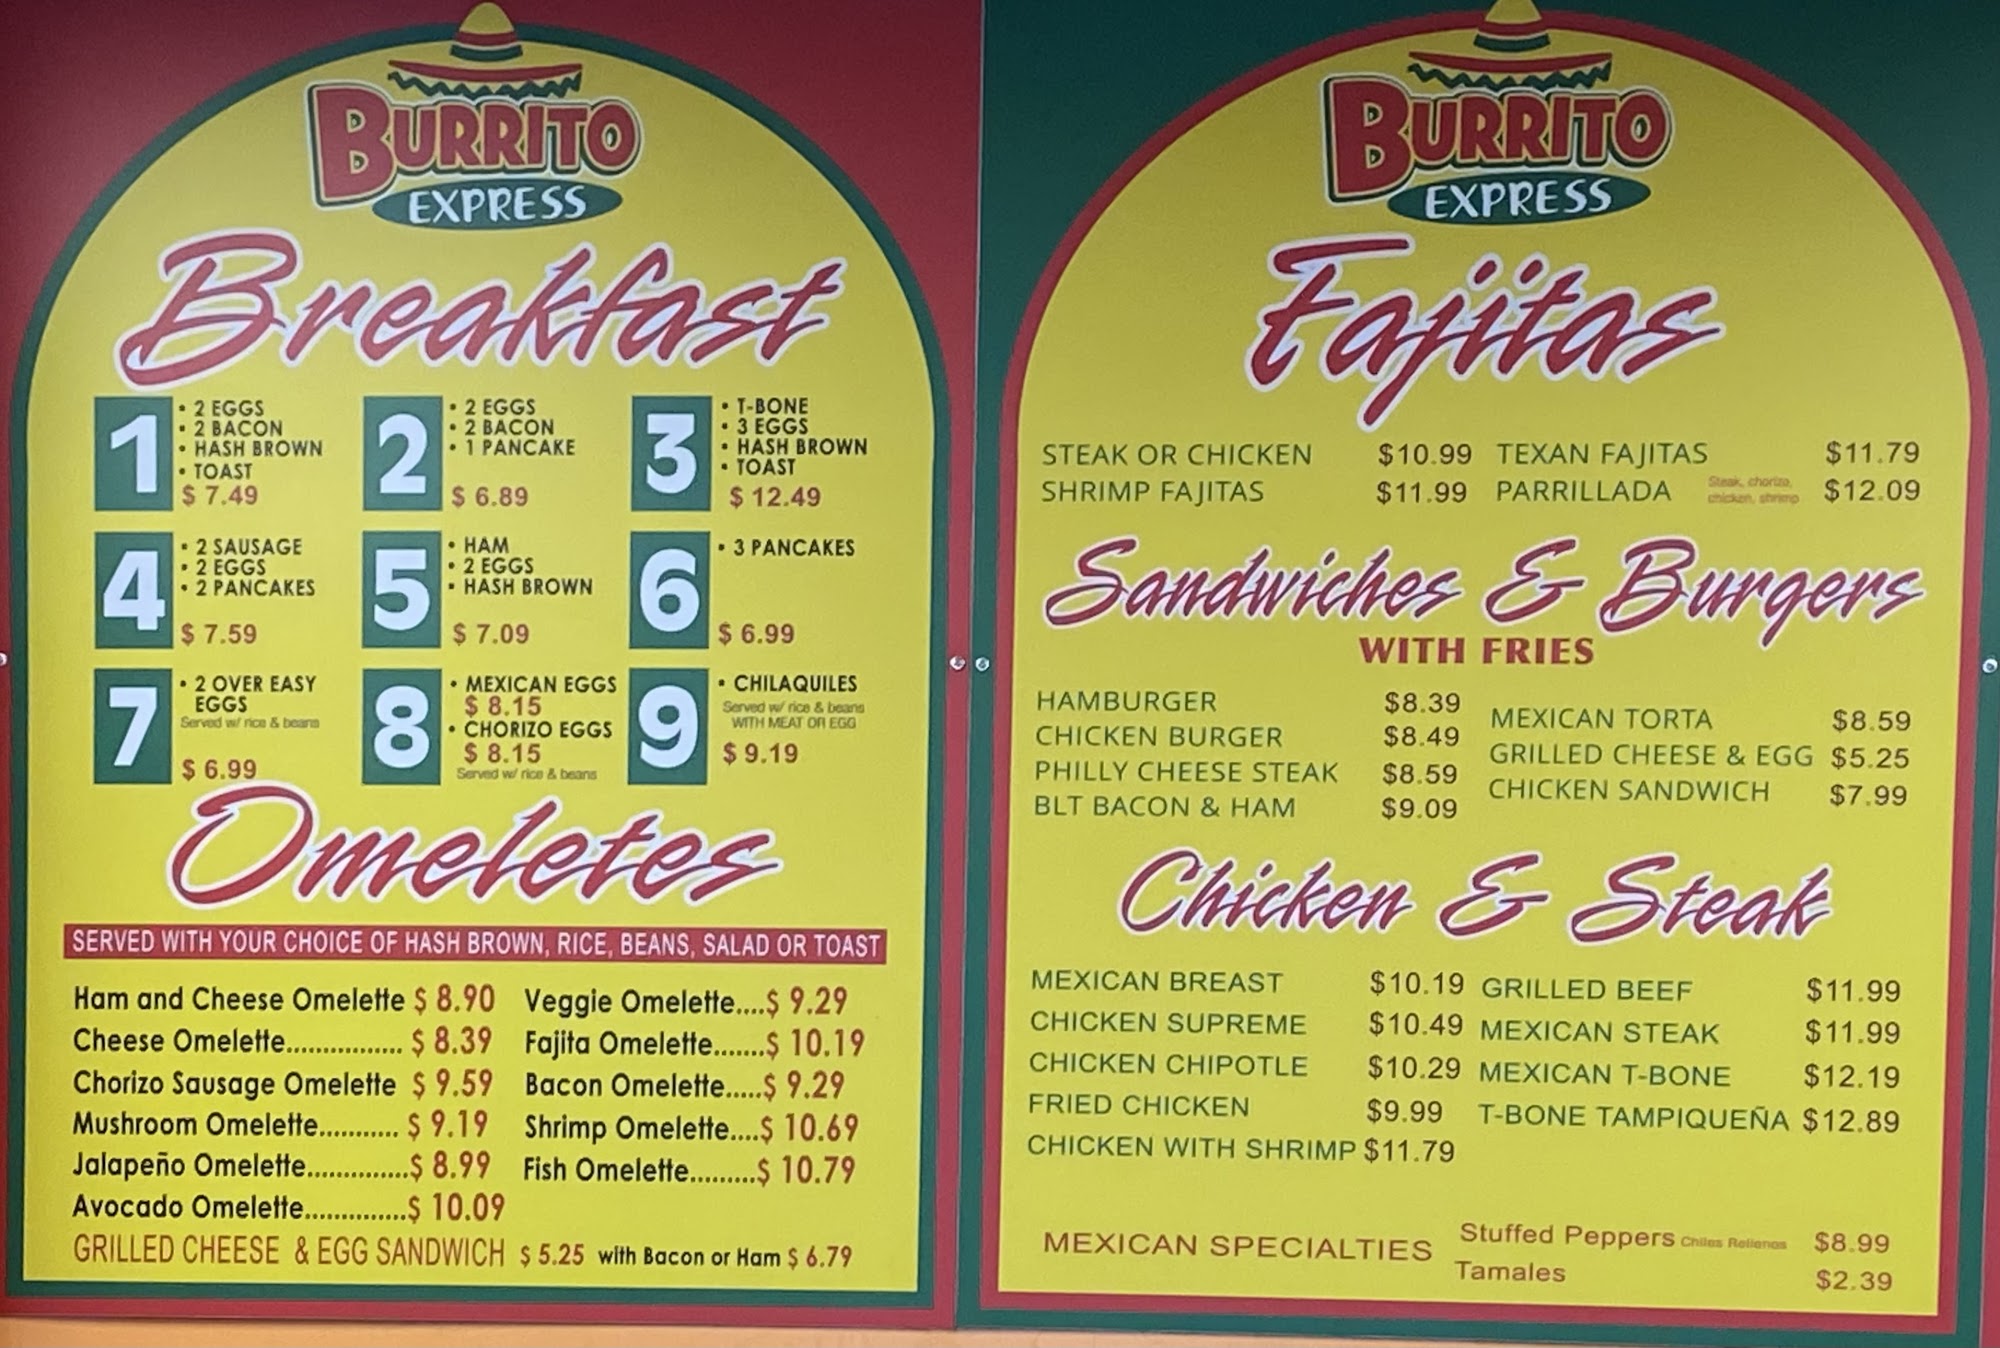 BURRITO
EXPRESS
Breakfast
1
• 2 EGGS
• 2 BACON
• HASH BROWN
• TOAST
$ 7.49
2
• 2 EGGS
• 2 BACON
• 1 PANCAKE
$ 6.89
3
• T-BONE
• 3 EGGS
• HASH BROWN
• TOAST
$ 12.49
4
• 2 SAUSAGE
• 2 EGGS
• 2 PANCAKES
$ 7.59
5
• HAM
• 2 EGGS
• HASH BROWN
$ 7.09
6
• 3 PANCAKES
$ 6.99
7
• 2 OVER EASY
EGGS
Served w/ rice & beans
$ 6.99
8
• MEXICAN EGGS
$ 8.15
• CHORIZO EGGS
$ 8.15
Served w/ rice & beans
9
• CHILAQUILES
Served w/ rice & beans
WITH MEAT OR EGG
$ 9.19
Omeletes
SERVED WITH YOUR CHOICE OF HASH BROWN, RICE, BEANS, SALAD OR TOAST
Ham and Cheese Omelette $ 8.90
Cheese Omelette................ $ 8.39
Chorizo Sausage Omelette $ 9.59
Mushroom Omelette........... $ 9.19
Jalapeño Omelette..............$ 8.99
Avocado Omelette..............$ 10.09
Veggie Omelette....$ 9.29
Fajita Omelette.......$ 10.19
Bacon Omelette.....$ 9.29
Shrimp Omelette....$ 10.69
Fish Omelette.........$ 10.79
GRILLED CHEESE & EGG SANDWICH $ 5.25 with Bacon or Ham $ 6.79
BURRITO
EXPRESS
Fajitas
STEAK OR CHICKEN $10.99
SHRIMP FAJITAS $11.99
TEXAN FAJITAS $11.79
PARRILLADA Steak, chorizo, chicken, shrimp $12.09
Sandwiches & Burgers
WITH FRIES
HAMBURGER $8.39
CHICKEN BURGER $8.49
PHILLY CHEESE STEAK $8.59
BLT BACON & HAM $9.09
MEXICAN TORTA $8.59
GRILLED CHEESE & EGG $5.25
CHICKEN SANDWICH $7.99
Chicken & Steak
MEXICAN BREAST $10.19
CHICKEN SUPREME $10.49
CHICKEN CHIPOTLE $10.29
FRIED CHICKEN $9.99
CHICKEN WITH SHRIMP $11.79
GRILLED BEEF $11.99
MEXICAN STEAK $11.99
MEXICAN T-BONE $12.19
T-BONE TAMPIQUEÑA $12.89
MEXICAN SPECIALTIES
Stuffed Peppers Chiles Rellenos $8.99
Tamales $2.39